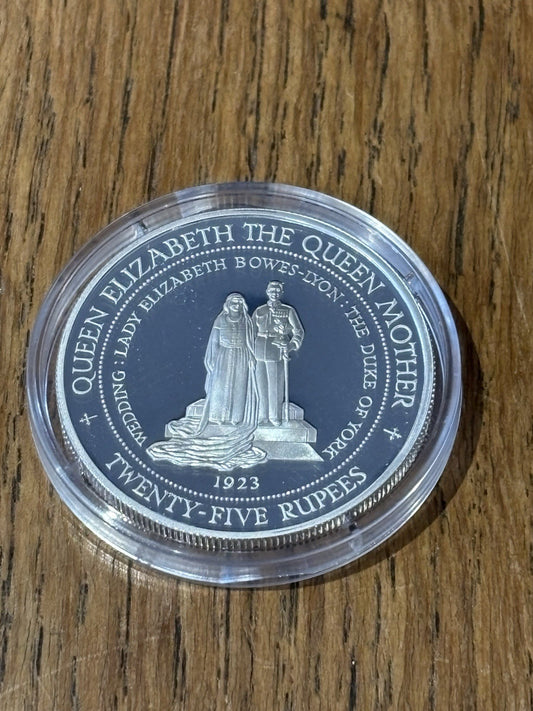 QUEEN ELIZABETH THE QUEEN MOTHER
WEDDING · LADY ELIZABETH BOWES-LYON · THE DUKE OF YORK
1923
TWENTY-FIVE RUPEES